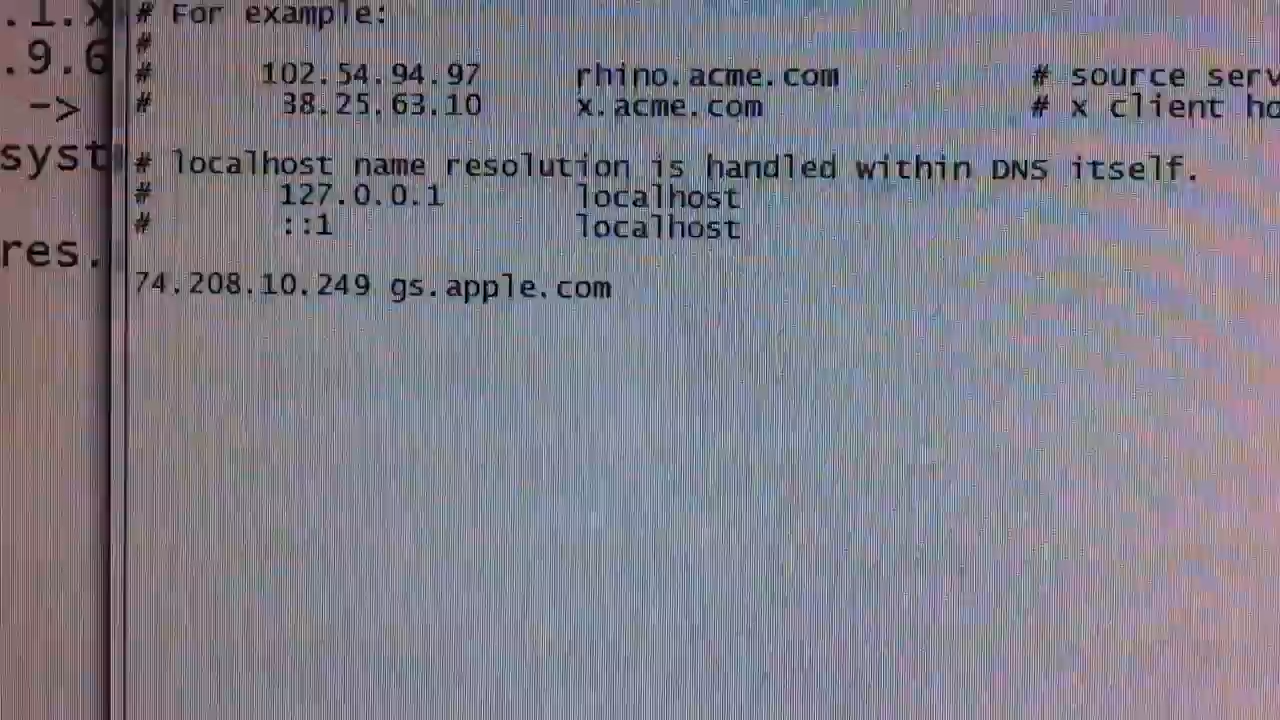 .1.x
.9.6
->
syst
res.
# For example:
#
# 102.54.94.97 rhino.acme.com # source serv
# 38.25.63.10 x.acme.com # x client ho
# localhost name resolution is handled within DNS itself.
# 127.0.0.1 localhost
# ::1 localhost
74.208.10.249 gs.apple.com